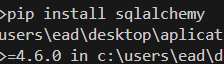 >pip install sqlalchemy
users\ead\desktop\aplicat
>=4.6.0 in c:\users\ead\d